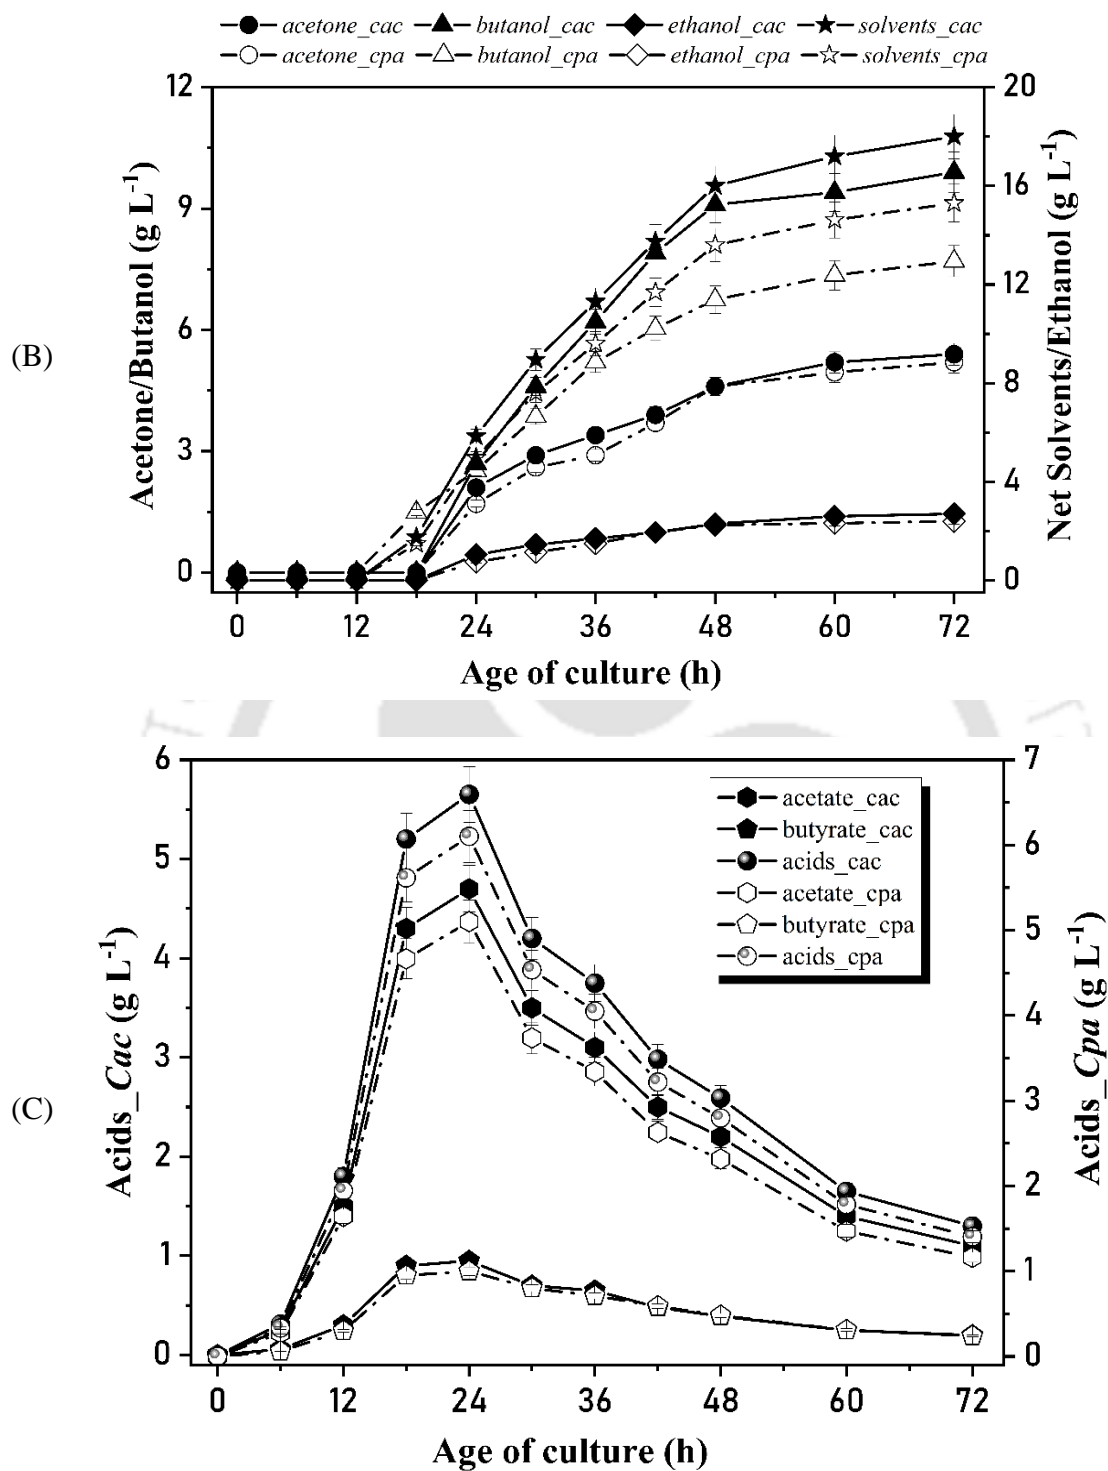 acetone_cac butanol_cac ethanol_cac solvents_cac
acetone_cpa butanol_cpa ethanol_cpa solvents_cpa
(B)
Acetone/Butanol (g L⁻¹)
12
9
6
3
0
20
16
12
8
4
0
Net Solvents/Ethanol (g L⁻¹)
0 12 24 36 48 60 72
Age of culture (h)
(C)
Acids_Cac (g L⁻¹)
6
5
4
3
2
1
0
acetate_cac
butyrate_cac
acids_cac
acetate_cpa
butyrate_cpa
acids_cpa
7
6
5
4
3
2
1
0
Acids_Cpa (g L⁻¹)
0 12 24 36 48 60 72
Age of culture (h)